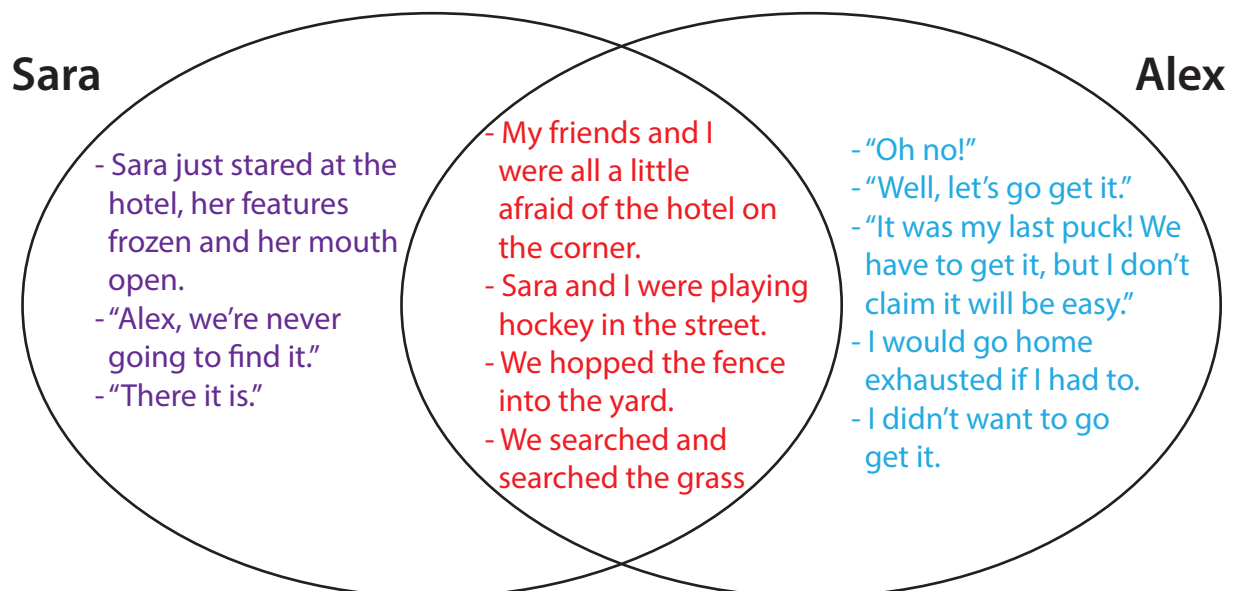 Sara
- Sara just stared at the
hotel, her features
frozen and her mouth
open.
- “Alex, we’re never
going to find it.”
- “There it is.”
- My friends and I
were all a little
afraid of the hotel on
the corner.
- Sara and I were playing
hockey in the street.
- We hopped the fence
into the yard.
- We searched and
searched the grass
Alex
- “Oh no!”
- “Well, let’s go get it.”
- “It was my last puck! We
have to get it, but I don’t
claim it will be easy.”
- I would go home
exhausted if I had to.
- I didn’t want to go
get it.